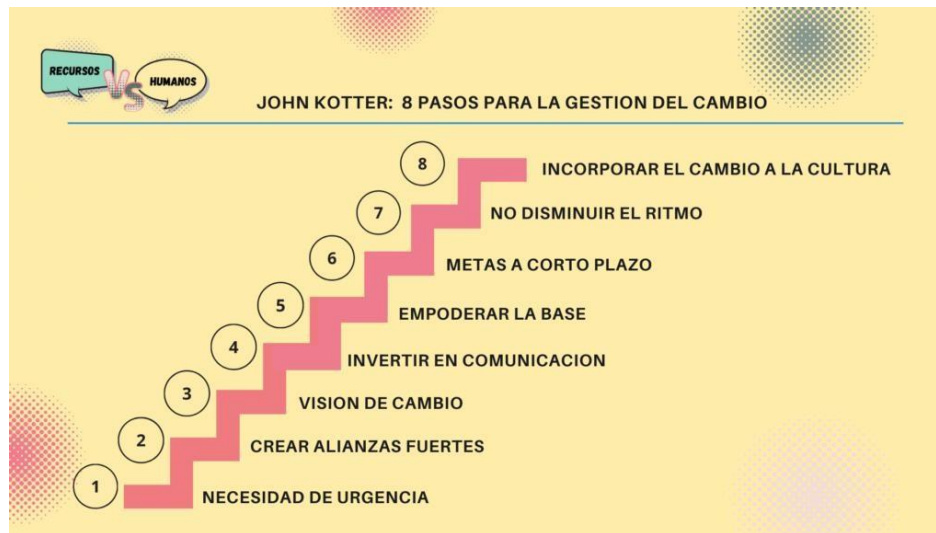 RECURSOS
VS
HUMANOS
JOHN KOTTER: 8 PASOS PARA LA GESTION DEL CAMBIO
8
INCORPORAR EL CAMBIO A LA CULTURA
7
NO DISMINUIR EL RITMO
6
METAS A CORTO PLAZO
5
EMPODERAR LA BASE
4
INVERTIR EN COMUNICACION
3
VISION DE CAMBIO
2
CREAR ALIANZAS FUERTES
1
NECESIDAD DE URGENCIA